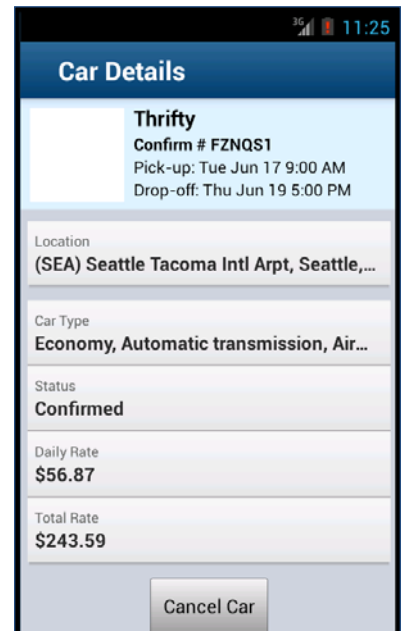 3G 11:25
Car Details
Thrifty
Confirm # FZNQS1
Pick-up: Tue Jun 17 9:00 AM
Drop-off: Thu Jun 19 5:00 PM
Location
(SEA) Seattle Tacoma Intl Arpt, Seattle,...
Car Type
Economy, Automatic transmission, Air...
Status
Confirmed
Daily Rate
$56.87
Total Rate
$243.59
Cancel Car